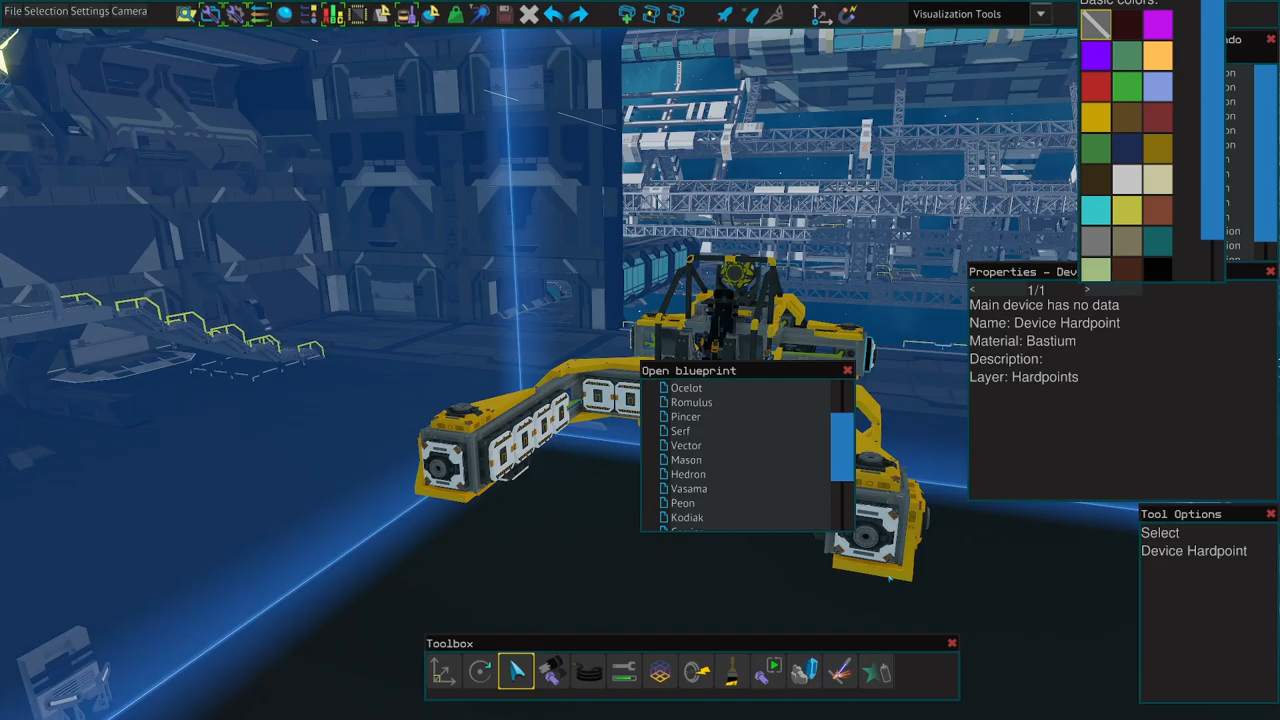 File Selection Settings Camera
Visualization Tools
Basic colors:
Properties - Dev
< 1/1 >
Main device has no data
Name: Device Hardpoint
Material: Bastium
Description:
Layer: Hardpoints
Open blueprint
Ocelot
Romulus
Pincer
Serf
Vector
Mason
Hedron
Vasama
Peon
Kodiak
Tool Options
Select
Device Hardpoint
Toolbox